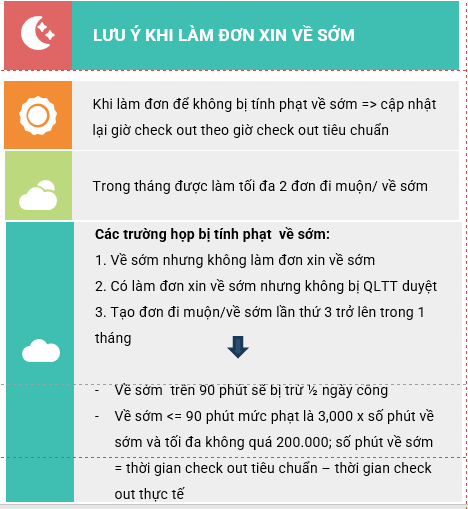 LƯU Ý KHI LÀM ĐƠN XIN VỀ SỚM
Khi làm đơn để không bị tính phạt về sớm => cập nhật
lại giờ check out theo giờ check out tiêu chuẩn
Trong tháng được làm tối đa 2 đơn đi muộn/ về sớm
Các trường họp bị tính phạt  về sớm:
1. Về sớm nhưng không làm đơn xin về sớm
2. Có làm đơn xin về sớm nhưng không bị QLTT duyệt
3. Tạo đơn đi muộn/về sớm lần thứ 3 trở lên trong 1
tháng
- Về sớm  trên 90 phút sẽ bị trừ ½ ngày công
- Về sớm <= 90 phút mức phạt là 3,000 x số phút về
sớm và tối đa không quá 200.000; số phút về sớm
= thời gian check out tiêu chuẩn – thời gian check
out thực tế